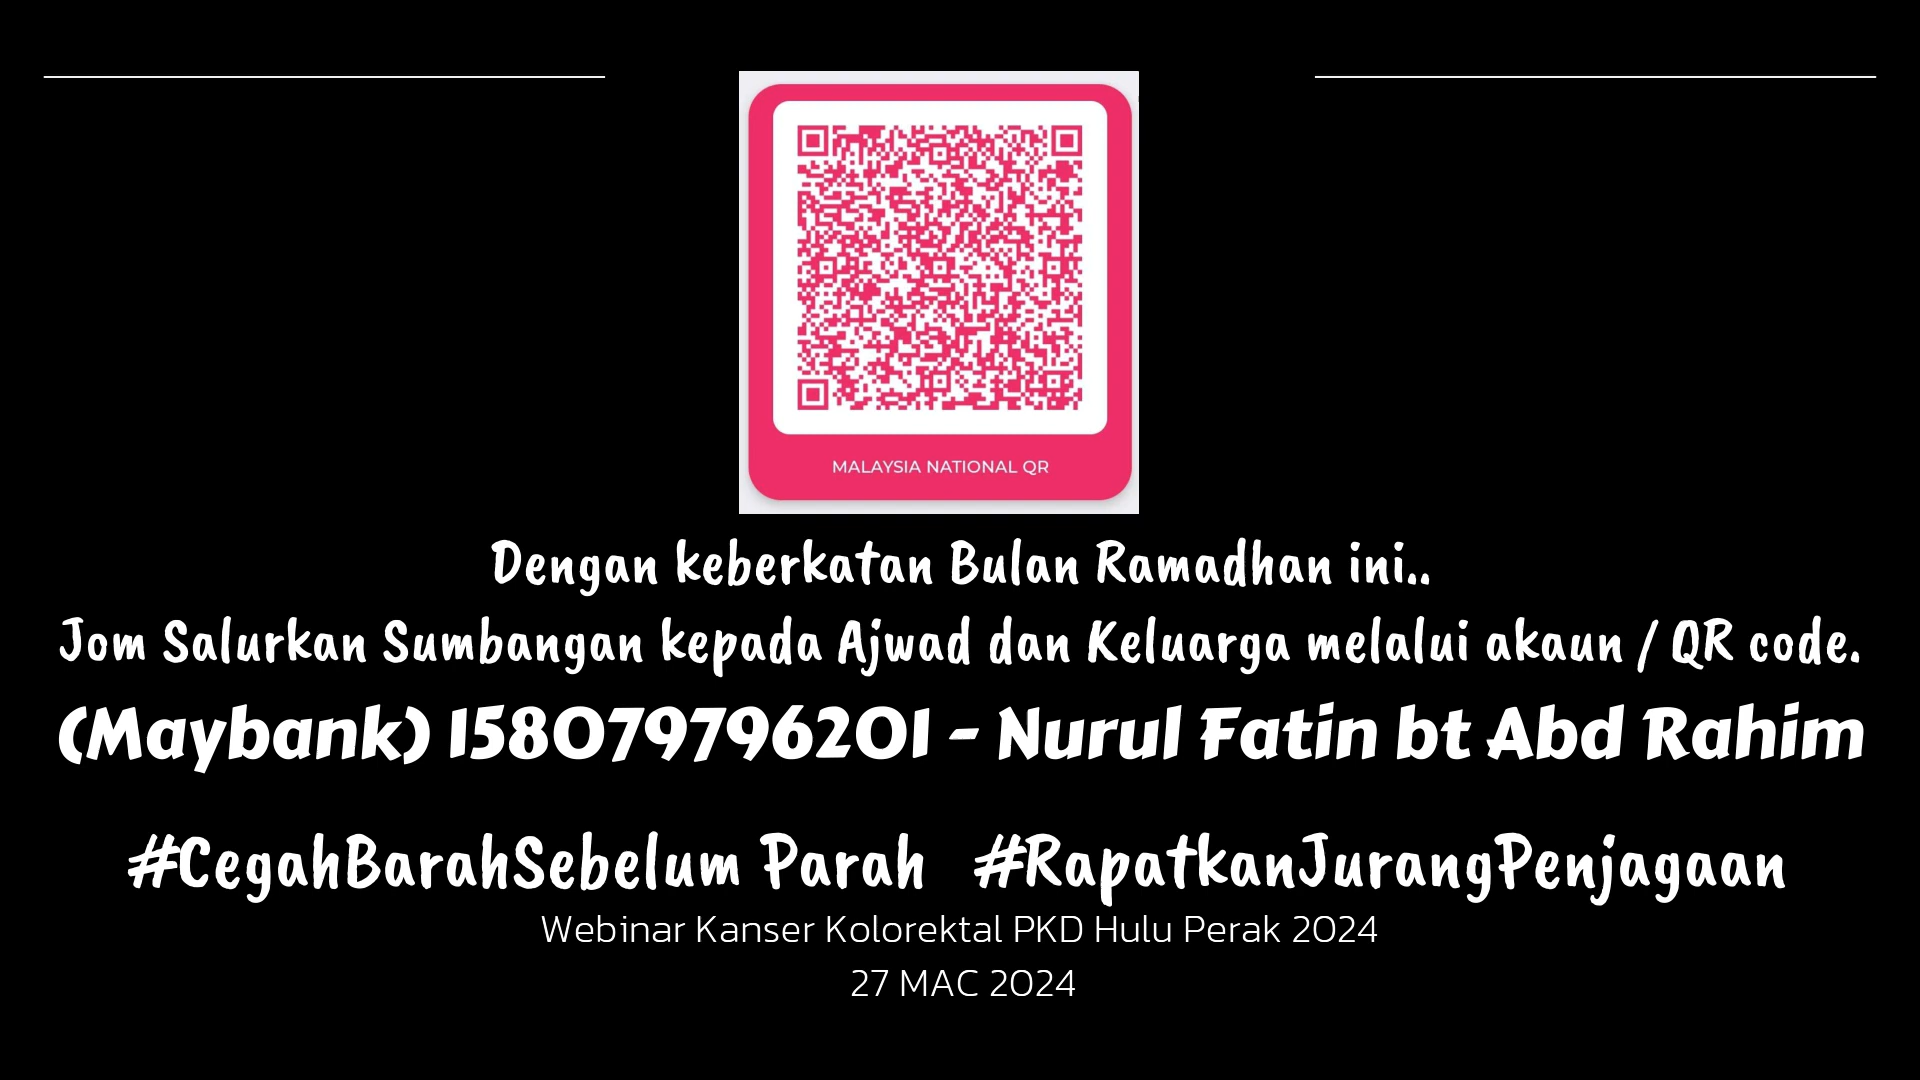 MALAYSIA NATIONAL QR
Dengan keberkatan Bulan Ramadhan ini..
Jom Salurkan Sumbangan kepada Ajwad dan Keluarga melalui akaun / QR code.
(Maybank) 158079796201 - Nurul Fatin bt Abd Rahim
#CegahBarahSebelum Parah #RapatkanJurangPenjagaan
Webinar Kanser Kolorektal PKD Hulu Perak 2024
27 MAC 2024